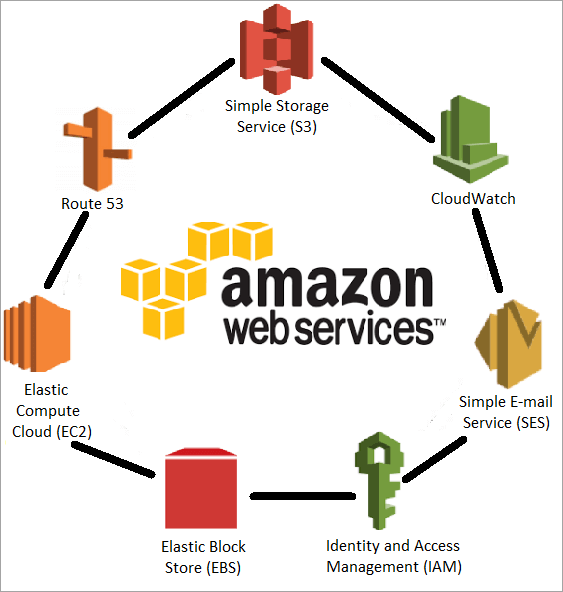 Simple Storage
Service (S3)
CloudWatch
Route 53
amazon
web services™
Elastic
Compute
Cloud (EC2)
Simple E-mail
Service (SES)
Elastic Block
Store (EBS)
Identity and Access
Management (IAM)